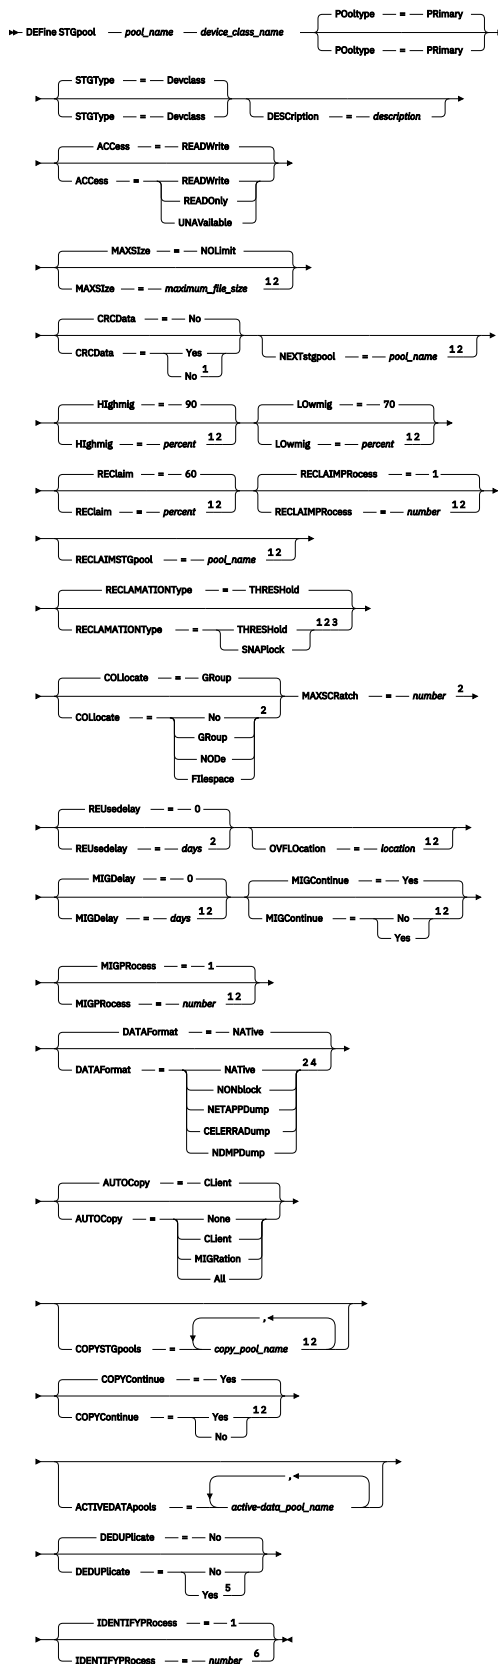 POoltype = PRimary
DEFine STGpool pool_name device_class_name
POoltype = PRimary
STGType = Devclass
STGType = Devclass
DESCription = description
ACCess = READWrite
ACCess = READWrite
READOnly
UNAVailable
MAXSIze = NOLimit
MAXSIze = maximum_file_size 1 2
CRCData = No
CRCData = Yes
No 1
NEXTstgpool = pool_name 1 2
HIghmig = 90
HIghmig = percent 1 2
LOwmig = 70
LOwmig = percent 1 2
REClaim = 60
REClaim = percent 1 2
RECLAIMPRocess = 1
RECLAIMPRocess = number 1 2
RECLAIMSTGpool = pool_name 1 2
RECLAMATIONType = THRESHold
RECLAMATIONType = THRESHold 1 2 3
SNAPlock
COLlocate = GRoup
COLlocate = No 2
GRoup
NODe
FIlespace
MAXSCRatch = number 2
REUsedelay = 0
REUsedelay = days 2
OVFLOcation = location 1 2
MIGDelay = 0
MIGDelay = days 1 2
MIGContinue = Yes
MIGContinue = No 1 2
Yes
MIGPRocess = 1
MIGPRocess = number 1 2
DATAFormat = NATive
DATAFormat = NATive 2 4
NONblock
NETAPPDump
CELERRADump
NDMPDump
AUTOCopy = CLient
AUTOCopy = None
CLient
MIGRation
All
,
COPYSTGpools = copy_pool_name 1 2
COPYContinue = Yes
COPYContinue = Yes 1 2
No
,
ACTIVEDATApools = active-data_pool_name
DEDUPlicate = No
DEDUPlicate = No
Yes 5
IDENTIFYPRocess = 1
IDENTIFYPRocess = number 6